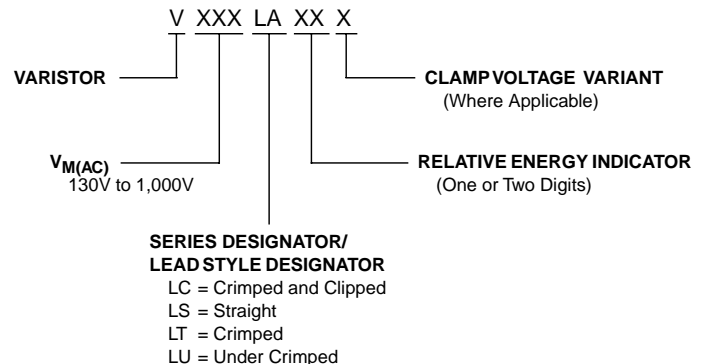 V XXX LA XX X
VARISTOR
CLAMP VOLTAGE VARIANT
(Where Applicable)
VM(AC)
130V to 1,000V
RELATIVE ENERGY INDICATOR
(One or Two Digits)
SERIES DESIGNATOR/
LEAD STYLE DESIGNATOR
LC = Crimped and Clipped
LS = Straight
LT = Crimped
LU = Under Crimped